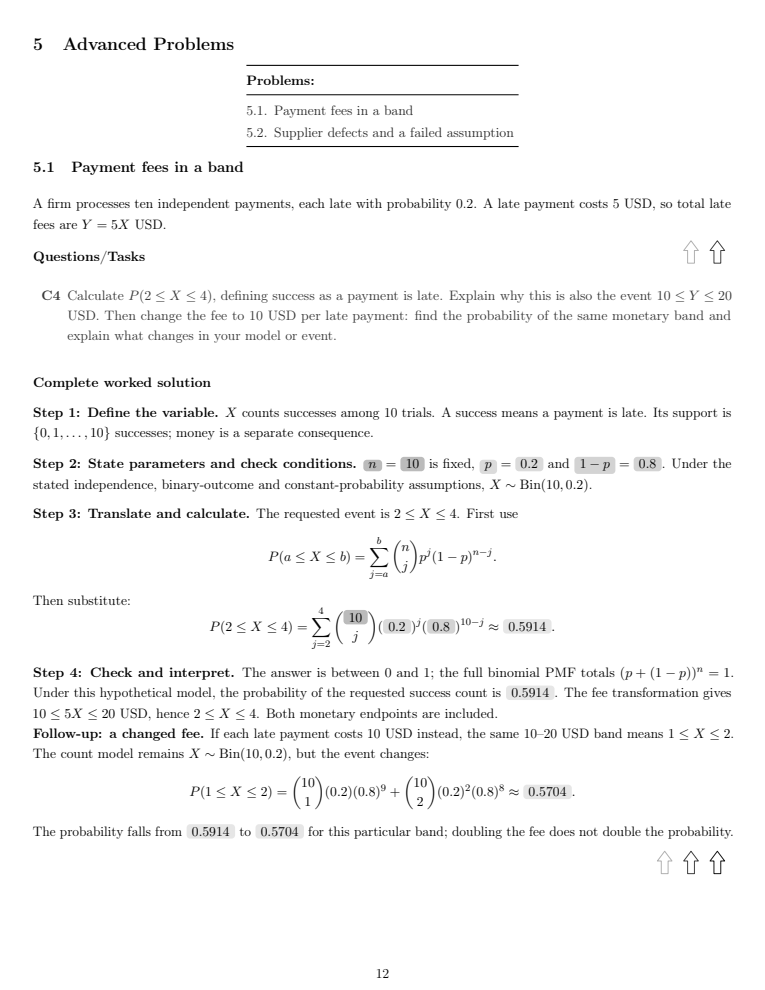 5 Advanced Problems
Problems:
5.1. Payment fees in a band
5.2. Supplier defects and a failed assumption
5.1 Payment fees in a band
A firm processes ten independent payments, each late with probability 0.2. A late payment costs 5 USD, so total late
fees are Y = 5X USD.
Questions/Tasks
C4 Calculate P(2 ≤ X ≤ 4), defining success as a payment is late. Explain why this is also the event 10 ≤ Y ≤ 20
USD. Then change the fee to 10 USD per late payment: find the probability of the same monetary band and
explain what changes in your model or event.
Complete worked solution
Step 1: Define the variable. X counts successes among 10 trials. A success means a payment is late. Its support is
{0, 1, . . . , 10} successes; money is a separate consequence.
Step 2: State parameters and check conditions. n = 10 is fixed, p = 0.2 and 1 − p = 0.8 . Under the
stated independence, binary-outcome and constant-probability assumptions, X ∼ Bin(10, 0.2).
Step 3: Translate and calculate. The requested event is 2 ≤ X ≤ 4. First use
P(a ≤ X ≤ b) = ∑_{j=a}^{b} \binom{n}{j} p^j (1 − p)^{n−j}.
Then substitute:
P(2 ≤ X ≤ 4) = ∑_{j=2}^{4} \binom{10}{j} ( 0.2 )^j ( 0.8 )^{10−j} ≈ 0.5914 .
Step 4: Check and interpret. The answer is between 0 and 1; the full binomial PMF totals (p + (1 − p))^n = 1.
Under this hypothetical model, the probability of the requested success count is 0.5914 . The fee transformation gives
10 ≤ 5X ≤ 20 USD, hence 2 ≤ X ≤ 4. Both monetary endpoints are included.
Follow-up: a changed fee. If each late payment costs 10 USD instead, the same 10–20 USD band means 1 ≤ X ≤ 2.
The count model remains X ∼ Bin(10, 0.2), but the event changes:
P(1 ≤ X ≤ 2) = \binom{10}{1} (0.2)(0.8)^9 + \binom{10}{2} (0.2)^2 (0.8)^8 ≈ 0.5704 .
The probability falls from 0.5914 to 0.5704 for this particular band; doubling the fee does not double the probability.
12